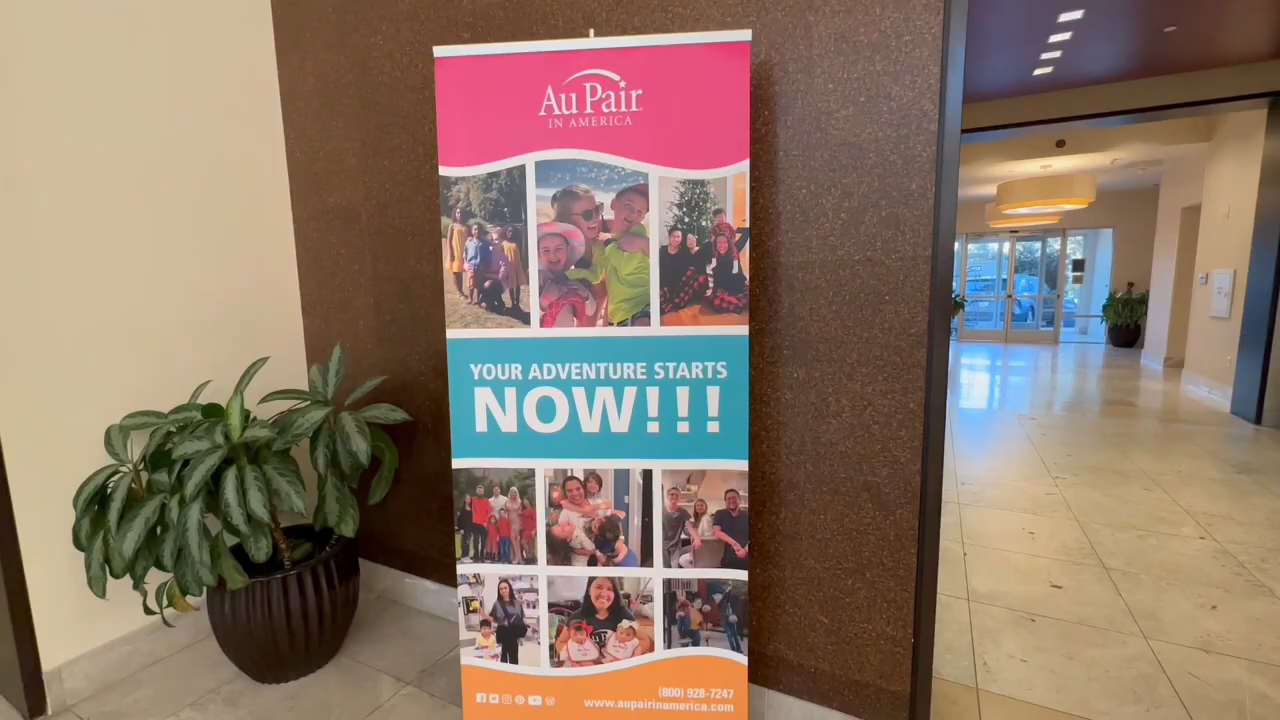 Au Pair
IN AMERICA
YOUR ADVENTURE STARTS
NOW!!!
(800) 928-7247
www.aupairinamerica.com